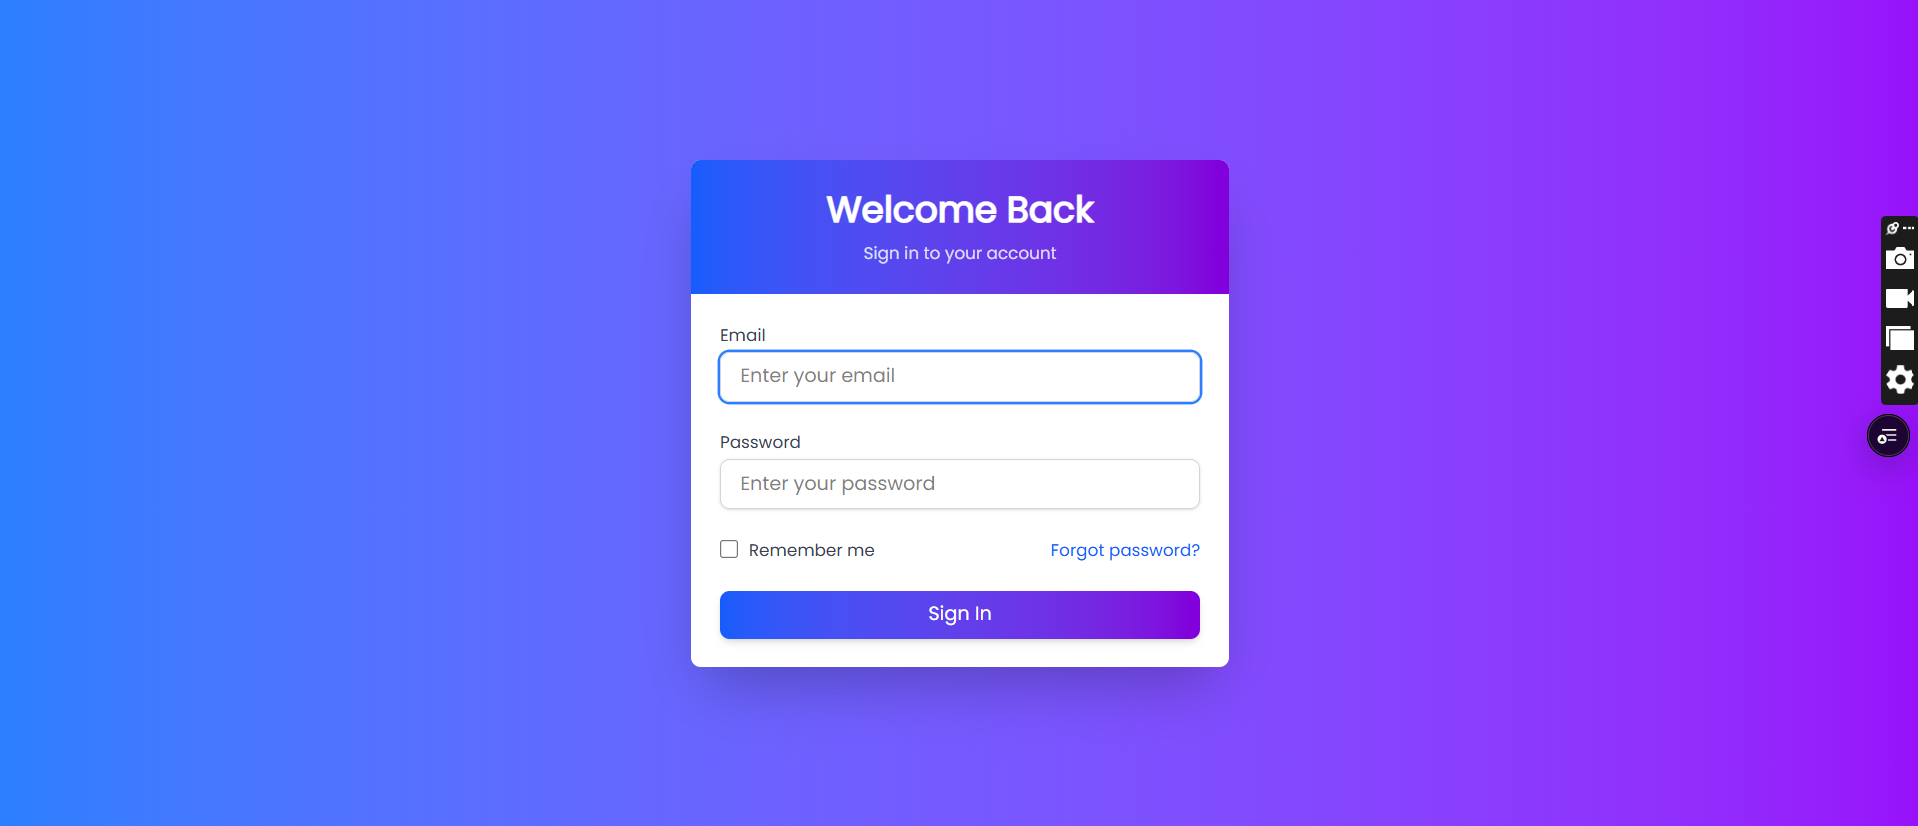 Welcome Back
Sign in to your account
Email
Enter your email
Password
Enter your password
Remember me
Forgot password?
Sign In